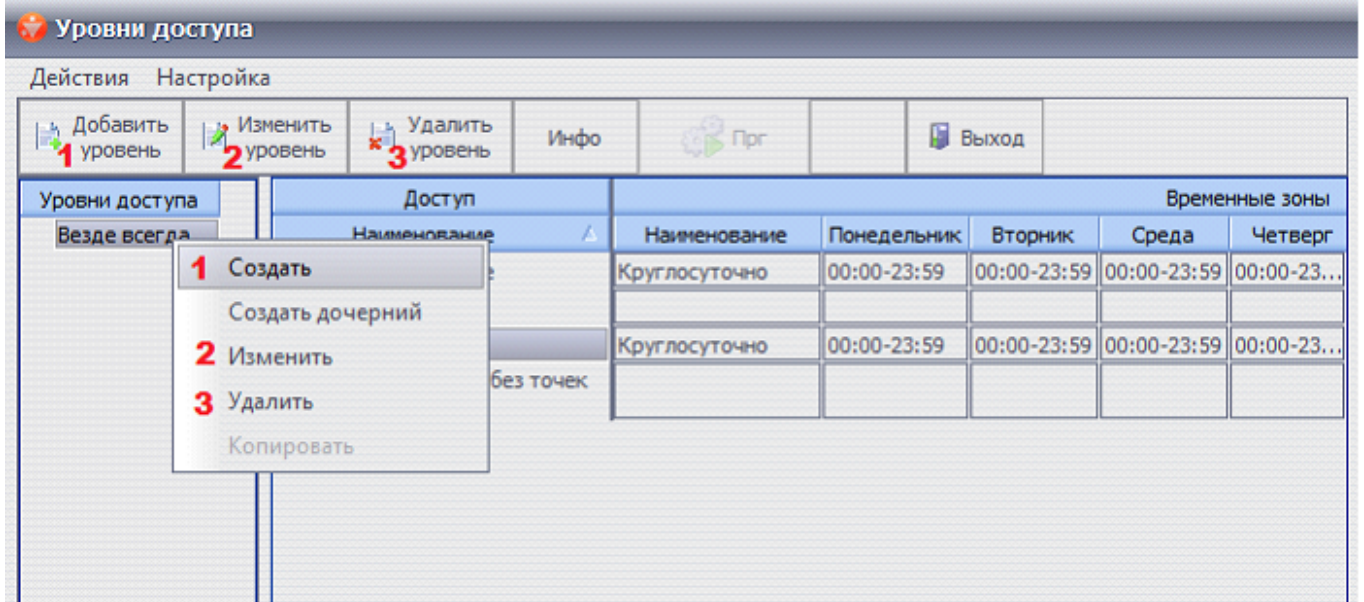 Уровни доступа
Действия Настройка
Добавить уровень
1
Изменить уровень
2
Удалить уровень
3
Инфо
Прг
Выход
Уровни доступа
Доступ
Временные зоны
Везде всегда
Наименование
Наименование Понедельник Вторник Среда Четверг
1 Создать
Создать дочерний
2 Изменить
3 Удалить
Копировать
Круглосуточно 00:00-23:59 00:00-23:59 00:00-23:59 00:00-23...
Круглосуточно 00:00-23:59 00:00-23:59 00:00-23:59 00:00-23...
без точек